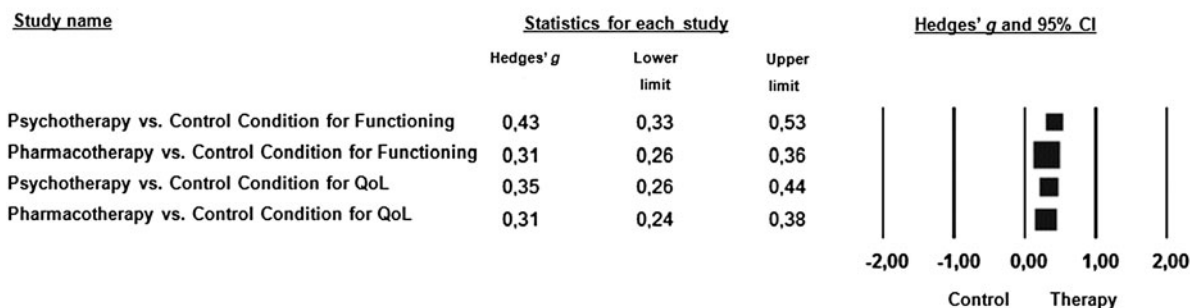 Study name Statistics for each study Hedges' g and 95% CI
Hedges' g Lower limit Upper limit
Psychotherapy vs. Control Condition for Functioning 0,43 0,33 0,53
Pharmacotherapy vs. Control Condition for Functioning 0,31 0,26 0,36
Psychotherapy vs. Control Condition for QoL 0,35 0,26 0,44
Pharmacotherapy vs. Control Condition for QoL 0,31 0,24 0,38
-2,00 -1,00 0,00 1,00 2,00
Control Therapy